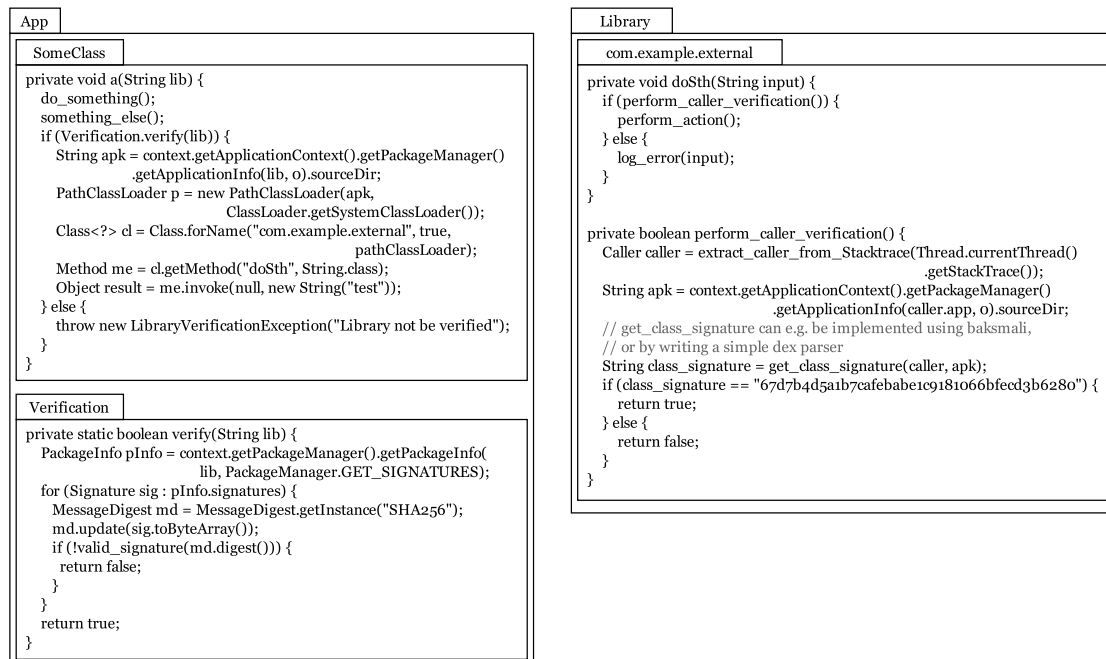 App
SomeClass
private void a(String lib) {
do_something();
something_else();
if (Verification.verify(lib)) {
String apk = context.getApplicationContext().getPackageManager()
.getApplicationInfo(lib, 0).sourceDir;
PathClassLoader p = new PathClassLoader(apk,
ClassLoader.getSystemClassLoader());
Class<?> cl = Class.forName("com.example.external", true,
pathClassLoader);
Method me = cl.getMethod("doSth", String.class);
Object result = me.invoke(null, new String("test"));
} else {
throw new LibraryVerificationException("Library not be verified");
}
}
Verification
private static boolean verify(String lib) {
PackageInfo pInfo = context.getPackageManager().getPackageInfo(
lib, PackageManager.GET_SIGNATURES);
for (Signature sig : pInfo.signatures) {
MessageDigest md = MessageDigest.getInstance("SHA256");
md.update(sig.toByteArray());
if (!valid_signature(md.digest())) {
return false;
}
}
return true;
}
Library
com.example.external
private void doSth(String input) {
if (perform_caller_verification()) {
perform_action();
} else {
log_error(input);
}
}
private boolean perform_caller_verification() {
Caller caller = extract_caller_from_Stacktrace(Thread.currentThread()
.getStackTrace());
String apk = context.getApplicationContext().getPackageManager()
.getApplicationInfo(caller.app, 0).sourceDir;
// get_class_signature can e.g. be implemented using baksmali,
// or by writing a simple dex parser
String class_signature = get_class_signature(caller, apk);
if (class_signature == "67d7b4d5a1b7cafebabe1c9181066bfecd3b6280") {
return true;
} else {
return false;
}
}